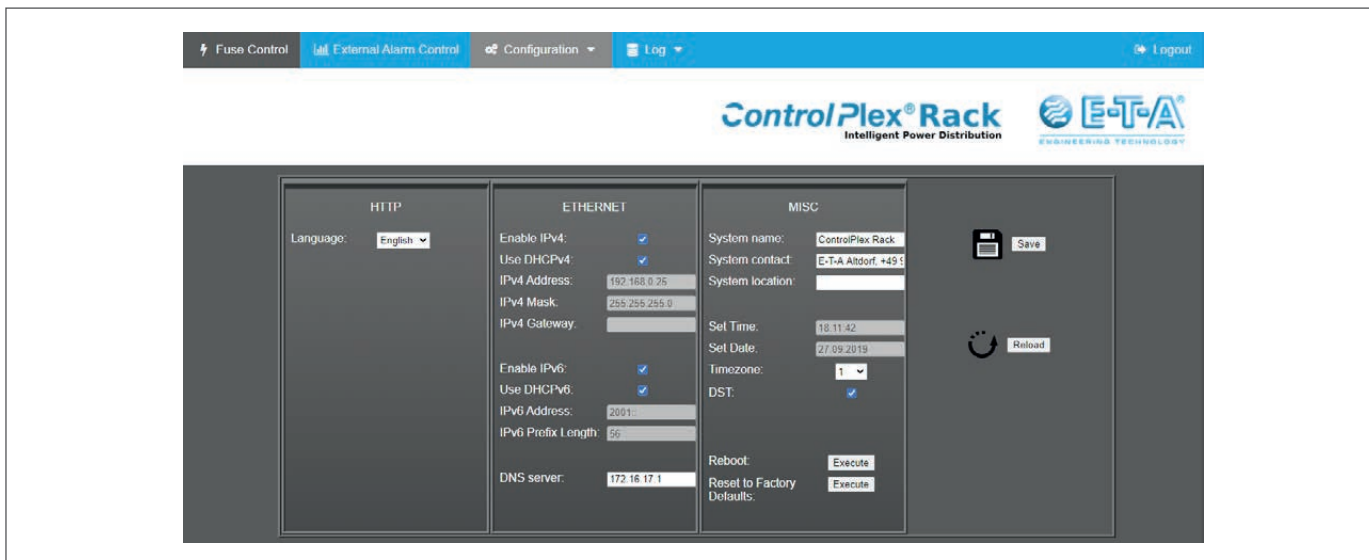 Fuse Control External Alarm Control Configuration Log Logout
ControlPlex® Rack
Intelligent Power Distribution
E-T-A®
ENGINEERING TECHNOLOGY
HTTP
Language: English
ETHERNET
Enable IPv4:
Use DHCPv4:
IPv4 Address: 192.168.0.25
IPv4 Mask: 255.255.255.0
IPv4 Gateway:
Enable IPv6:
Use DHCPv6:
IPv6 Address: 2001::
IPv6 Prefix Length: 56
DNS server: 172.16.17.1
MISC
System name: ControlPlex Rack
System contact: E-T-A Altdorf, +49 9
System location:
Set Time: 18:11:42
Set Date: 27.09.2019
Timezone: 1
DST:
Reboot: Execute
Reset to Factory Execute
Defaults:
Save
Reload